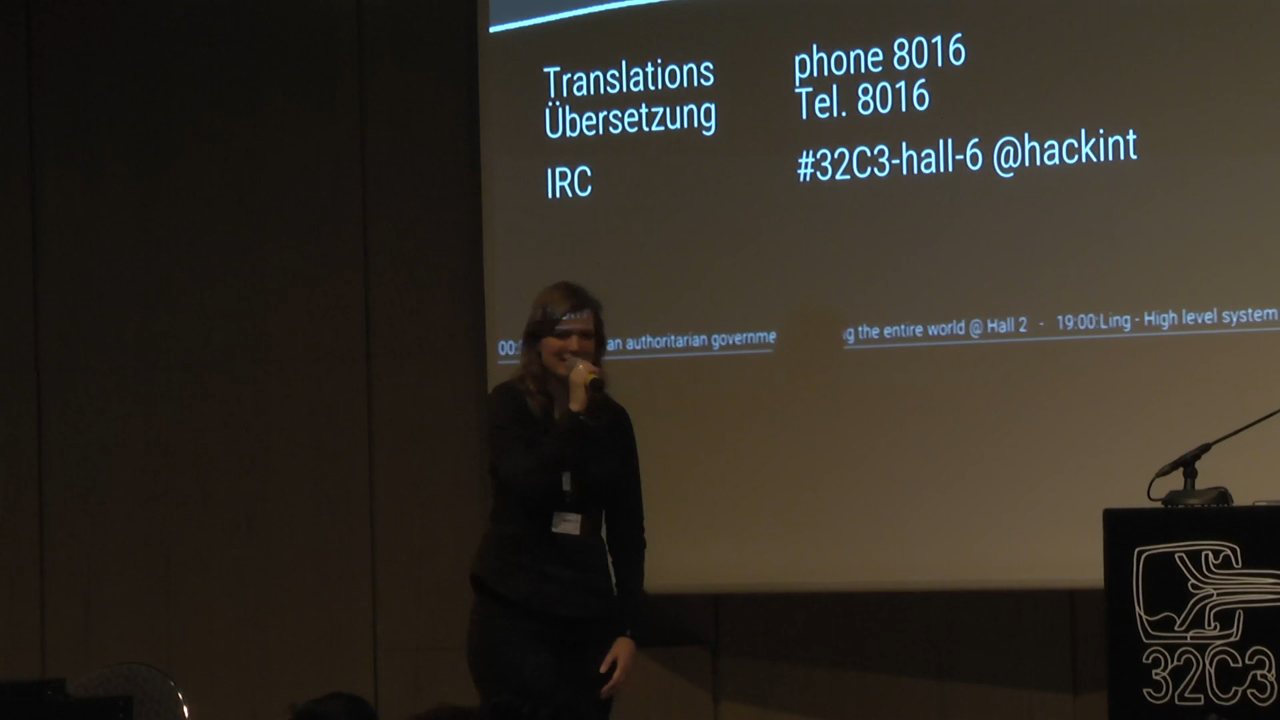 Translations
Übersetzung
phone 8016
Tel. 8016
IRC
#32C3-hall-6 @hackint
00: an authoritarian governme
g the entire world @ Hall 2 - 19:00:Ling - High level system
32C3